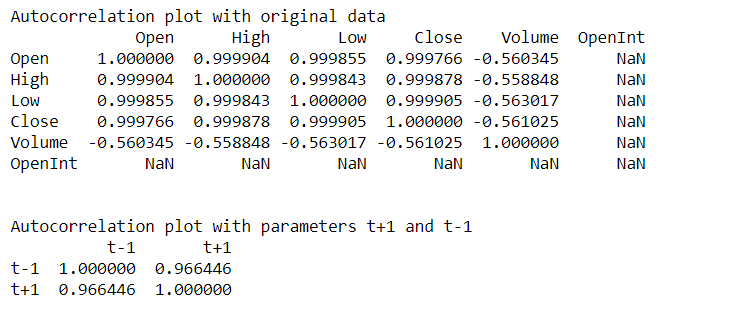 Autocorrelation plot with original data
Open High Low Close Volume OpenInt
Open 1.000000 0.999904 0.999855 0.999766 -0.560345 NaN
High 0.999904 1.000000 0.999843 0.999878 -0.558848 NaN
Low 0.999855 0.999843 1.000000 0.999905 -0.563017 NaN
Close 0.999766 0.999878 0.999905 1.000000 -0.561025 NaN
Volume -0.560345 -0.558848 -0.563017 -0.561025 1.000000 NaN
OpenInt NaN NaN NaN NaN NaN NaN
Autocorrelation plot with parameters t+1 and t-1
t-1 t+1
t-1 1.000000 0.966446
t+1 0.966446 1.000000